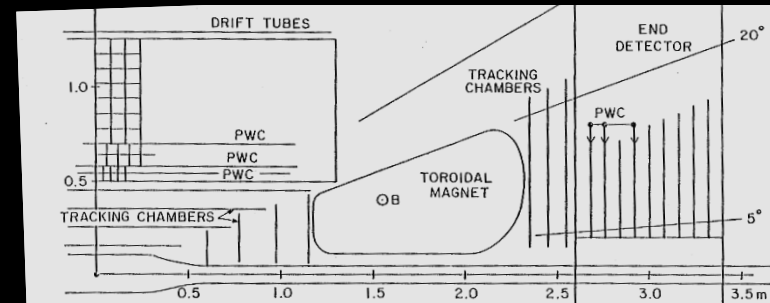 DRIFT TUBES
END
DETECTOR
20°
TRACKING
CHAMBERS
1.0
PWC
PWC
PWC
PWC
0.5
TOROIDAL
MAGNET
B
TRACKING CHAMBERS
5°
0.5
1.0
1.5
2.0
2.5
3.0
3.5 m